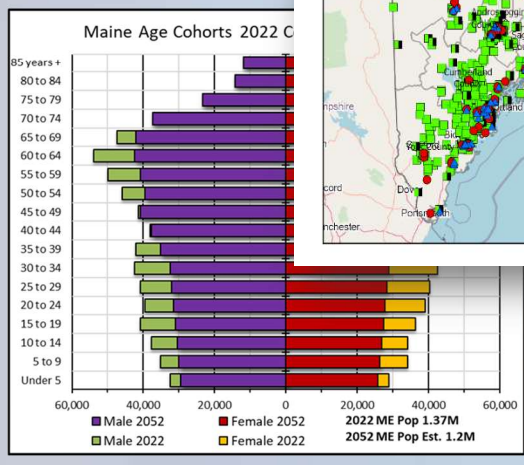 Maine Age Cohorts 2022 C
85 years +
80 to 84
75 to 79
70 to 74
65 to 69
60 to 64
55 to 59
50 to 54
45 to 49
40 to 44
35 to 39
30 to 34
25 to 29
20 to 24
15 to 19
10 to 14
5 to 9
Under 5
60,000 40,000 20,000 0 20,000 40,000 60,000
Male 2052 Female 2052 2022 ME Pop 1.37M
Male 2022 Female 2022 2052 ME Pop Est. 1.2M
Cumberland
mpshire
cord
Portsmouth
nchester